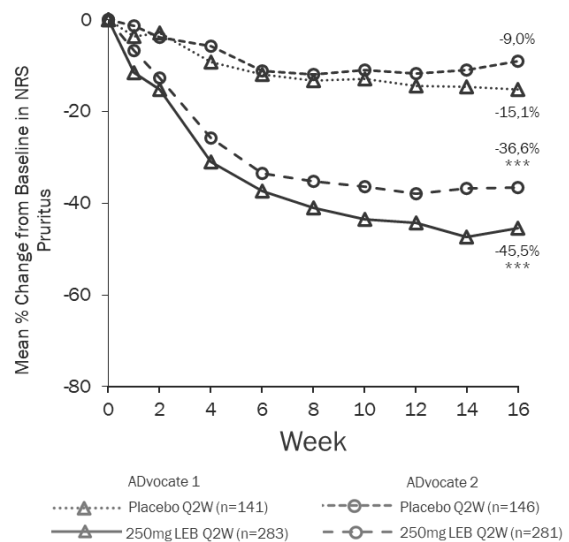 Mean % Change from Baseline in NRS
Pruritus
0
-20
-40
-60
-80
-9,0%
-15,1%
-36,6%
***
-45,5%
***
0 2 4 6 8 10 12 14 16
Week
ADvocate 1 ADvocate 2
Placebo Q2W (n=141) Placebo Q2W (n=146)
250mg LEB Q2W (n=283) 250mg LEB Q2W (n=281)